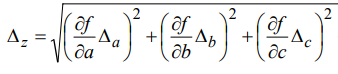 Δ_z = √((∂f/∂a Δ_a)² + (∂f/∂b Δ_b)² + (∂f/∂c Δ_c)²)